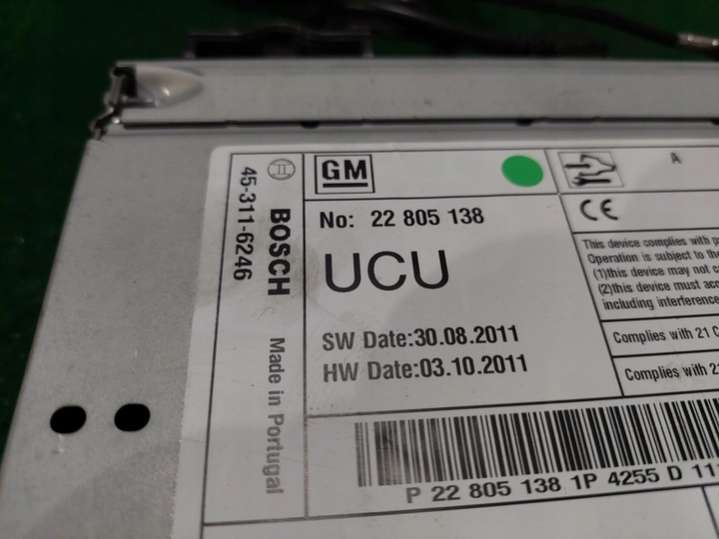 45-311-6246
BOSCH
Made in Portugal
GM
No: 22 805 138
UCU
SW Date:30.08.2011
HW Date:03.10.2011
A
CE
This device complies with
Operation is subject to the
(1)this device may not
(2)this device must
including interference
Complies with 21
Complies with
P 22 805 138 1P 4255 D 11